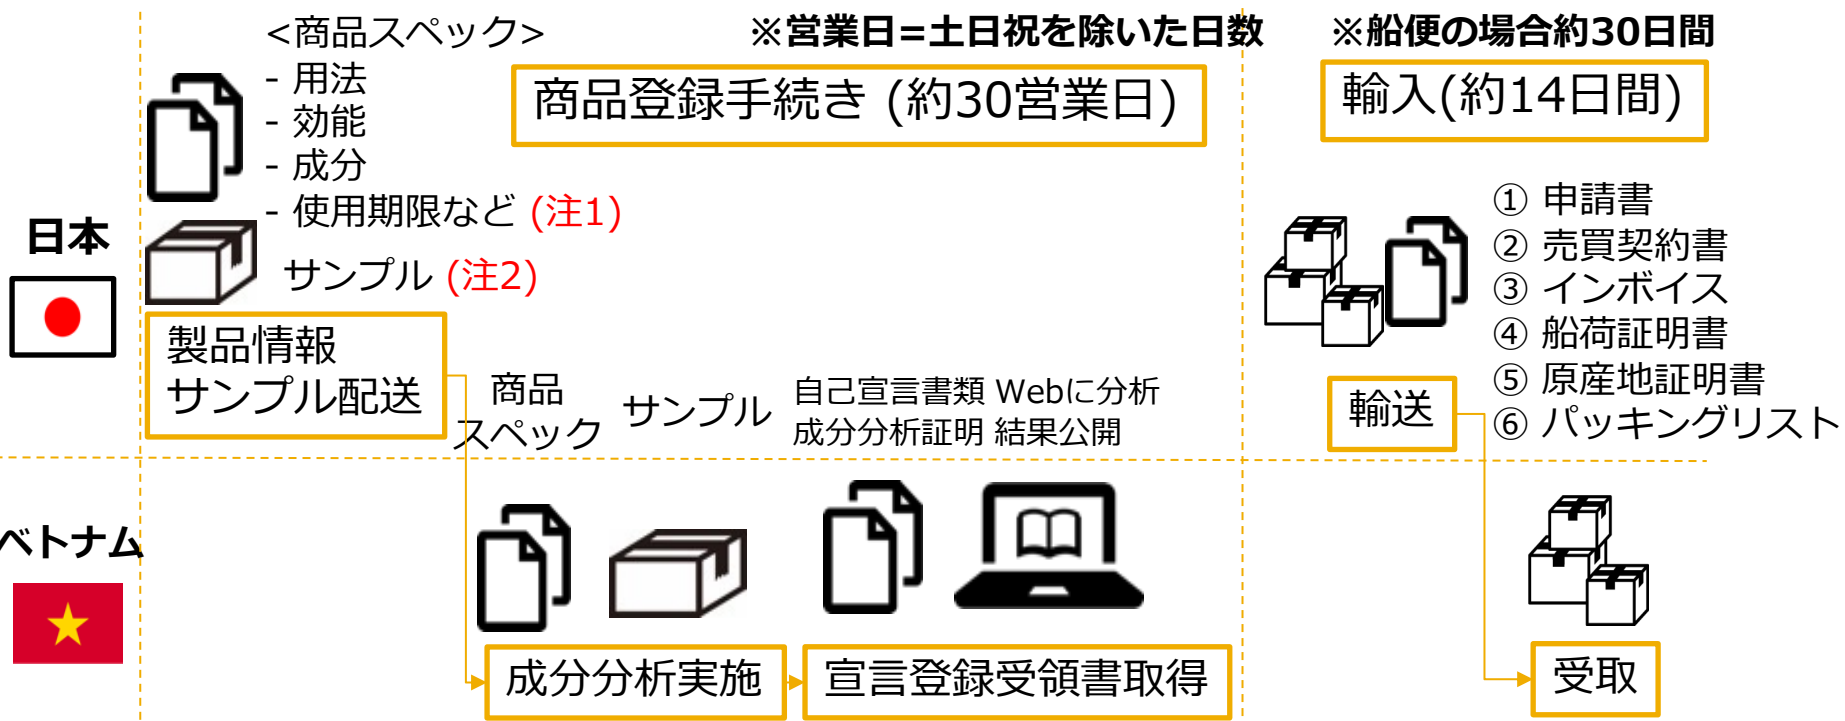 <商品スペック>
- 用法
- 効能
- 成分
- 使用期限など (注1)
サンプル (注2)
※営業日=土日祝を除いた日数
商品登録手続き (約30営業日)
※船便の場合約30日間
輸入(約14日間)
日本
製品情報
サンプル配送
商品
スペック
サンプル
自己宣言書類 Webに分析
成分分析証明 結果公開
① 申請書
② 売買契約書
③ インボイス
④ 船荷証明書
⑤ 原産地証明書
⑥ パッキングリスト
輸送
ベトナム
成分分析実施
宣言登録受領書取得
受取